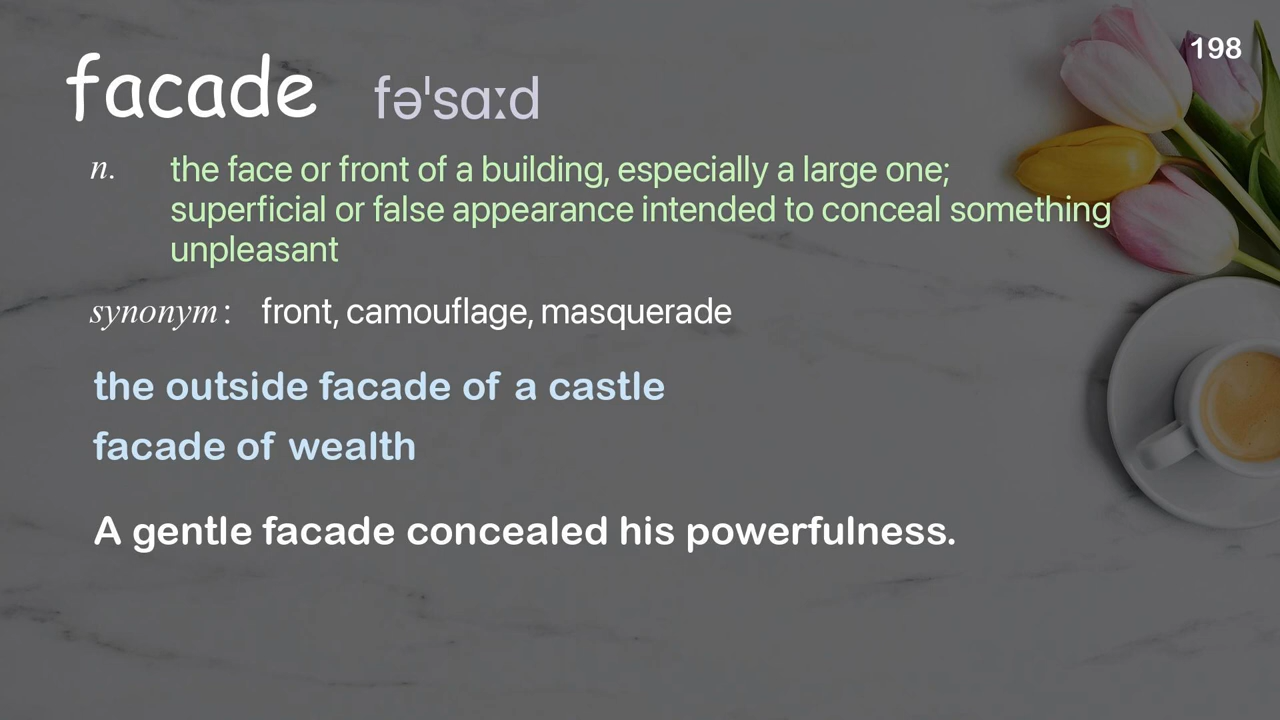 198
facade fəˈsɑːd
n. the face or front of a building, especially a large one;
superficial or false appearance intended to conceal something
unpleasant
synonym: front, camouflage, masquerade
the outside facade of a castle
facade of wealth
A gentle facade concealed his powerfulness.